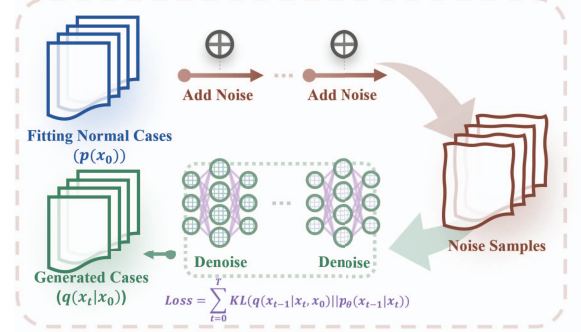 Add Noise
...
Add Noise
Fitting Normal Cases
(p(x₀))
Noise Samples
...
Denoise
Denoise
Generated Cases
(q(xₜ|x₀))
Loss = ∑_{t=0}^{T} KL(q(xₜ₋₁|xₜ, x₀)||p_θ(xₜ₋₁|xₜ))